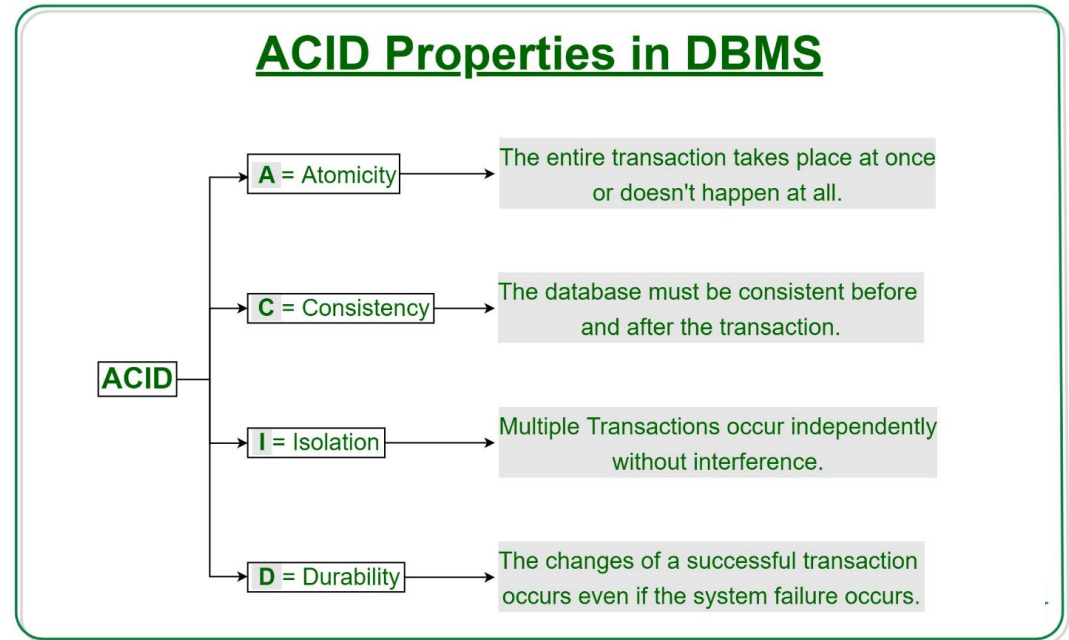 ACID Properties in DBMS
A = Atomicity
The entire transaction takes place at once
or doesn't happen at all.
C = Consistency
The database must be consistent before
and after the transaction.
ACID
I = Isolation
Multiple Transactions occur independently
without interference.
D = Durability
The changes of a successful transaction
occurs even if the system failure occurs.